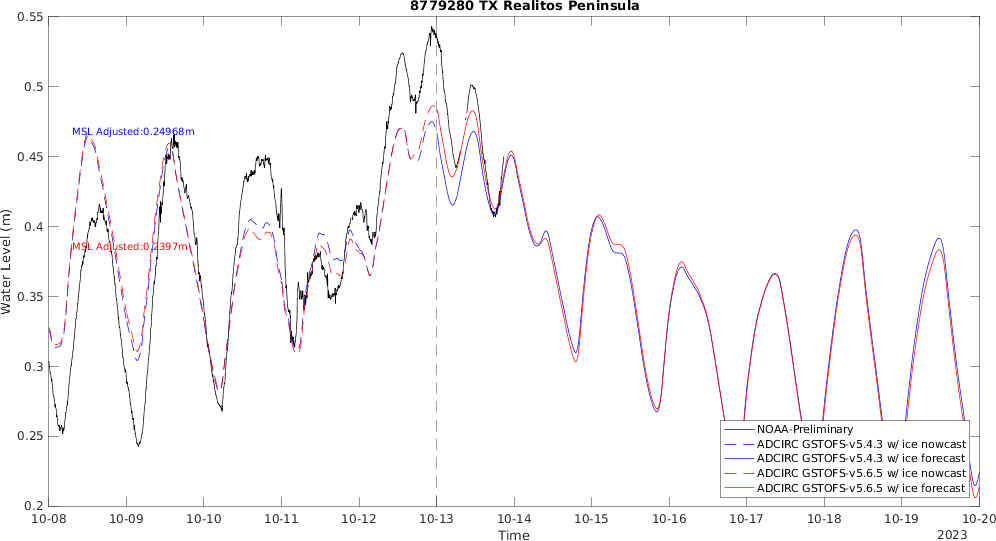 8779280 TX Realitos Peninsula
0.55
0.5
0.45
0.4
0.35
0.3
0.25
0.2
Water Level (m)
MSL Adjusted:0.24968m
MSL Adjusted:0.2397m
NOAA-Preliminary
ADCIRC GSTOFS-v5.4.3 w/ ice nowcast
ADCIRC GSTOFS-v5.4.3 w/ ice forecast
ADCIRC GSTOFS-v5.6.5 w/ ice nowcast
ADCIRC GSTOFS-v5.6.5 w/ ice forecast
10-08 10-09 10-10 10-11 10-12 10-13 10-14 10-15 10-16 10-17 10-18 10-19 10-20
Time
2023